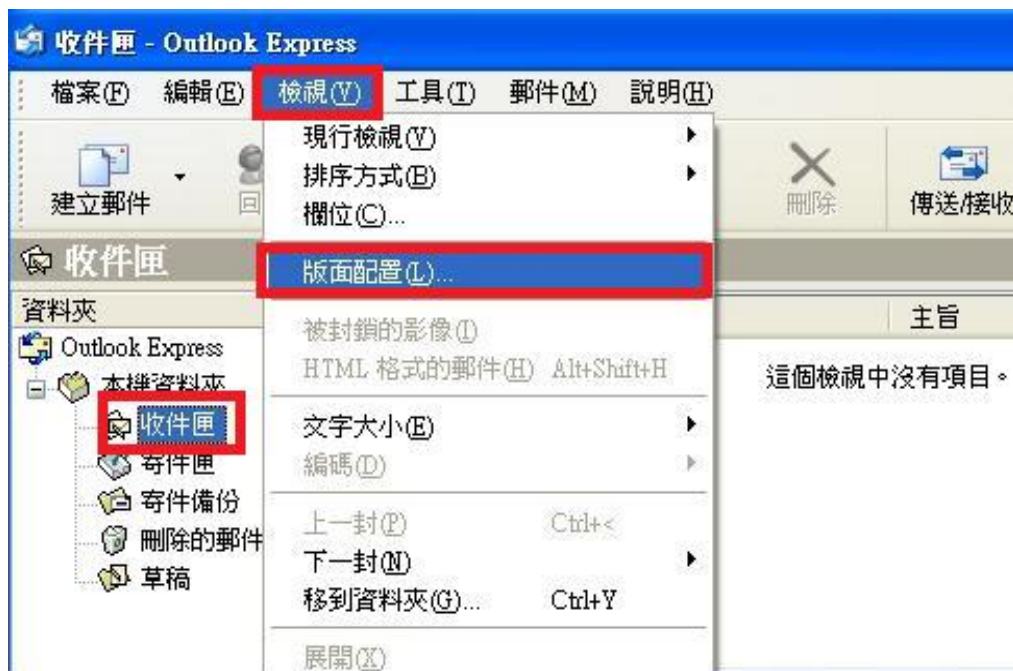 收件匣 - Outlook Express
檔案(F) 編輯(E) 檢視(V) 工具(T) 郵件(M) 說明(H)
建立郵件
回
刪除
傳送/接收
收件匣
資料夾
Outlook Express
本機資料夾
收件匣
寄件匣
寄件備份
刪除的郵件
草稿
現行檢視(V)
排序方式(B)
欄位(C)...
版面配置(L)...
被封鎖的影像(I)
HTML 格式的郵件(H) Alt+Shift+H
文字大小(E)
編碼(D)
上一封(P) Ctrl+<
下一封(N)
移到資料夾(G)... Ctrl+Y
展開(X)
主旨
這個檢視中沒有項目。